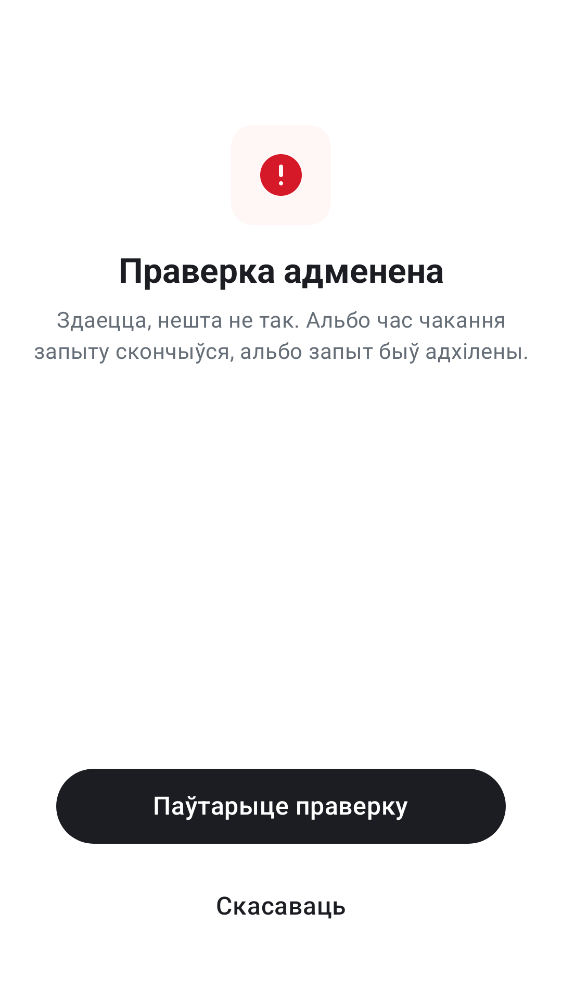 Праверка адменена
Здаецца, нешта не так. Альбо час чакання
запыту скончыўся, альбо запыт быў адхілены.
Паўтарыце праверку
Скасаваць